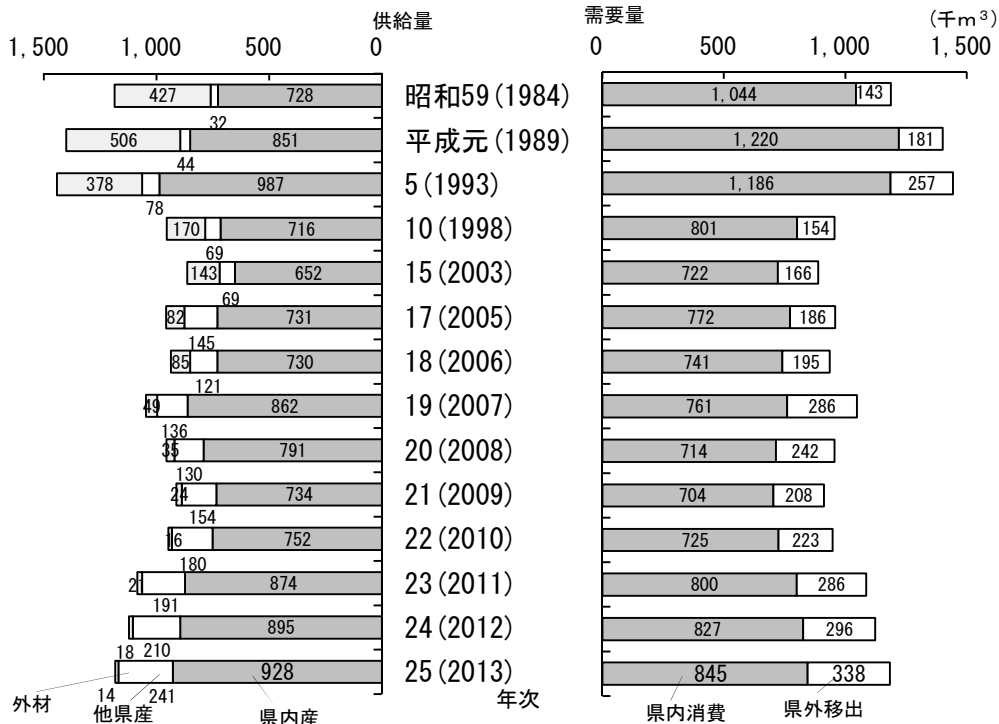 供給量 需要量 (千m³)
1,500 1,000 500 0 0 500 1,000 1,500
427 728 昭和59(1984) 1,044 143
32
506 851 平成元(1989) 1,220 181
44
378 987 5(1993) 1,186 257
78
170 716 10(1998) 801 154
69
143 652 15(2003) 722 166
69
82 731 17(2005) 772 186
145
85 730 18(2006) 741 195
121
49 862 19(2007) 761 286
136
35 791 20(2008) 714 242
130
24 734 21(2009) 704 208
154
16 752 22(2010) 725 223
180
21 874 23(2011) 800 286
191
895 24(2012) 827 296
18 210
928 25(2013) 845 338
14 241
外材 他県産 県内産 年次 県内消費 県外移出